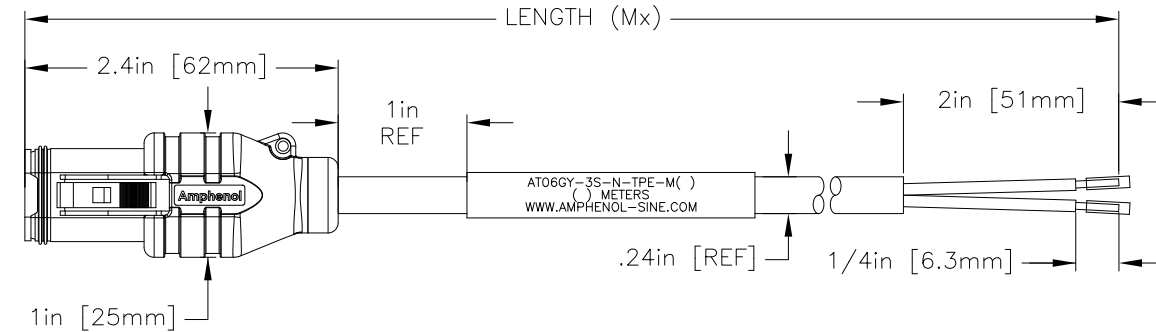 LENGTH (Mx)
2.4in [62mm]
1in
REF
2in [51mm]
Amphenol
AT06GY-3S-N-TPE-M( )
( ) METERS
WWW.AMPHENOL-SINE.COM
.24in [REF]
1/4in [6.3mm]
1in [25mm]